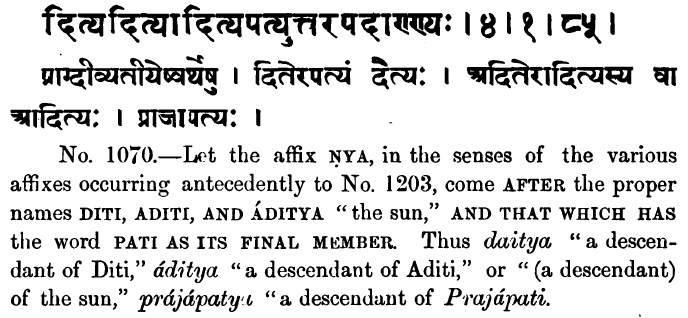 दित्यदित्यादित्यपत्युत्तरपदाण्ण्यः । ४ । १ । ८५ ।
प्राग्दीव्यतीयेष्वर्थेषु । दितेरपत्यं दैत्यः । अदितेरादित्यस्य वा
आदित्यः । प्राजापत्यः ।
No. 1070.—Let the affix ṆYA, in the senses of the various
affixes occurring antecedently to No. 1203, come AFTER the proper
names DITI, ADITI, AND ÁDITYA “the sun,” AND THAT WHICH HAS
the word PATI AS ITS FINAL MEMBER. Thus daitya “a descen-
dant of Diti,” áditya “a descendant of Aditi,” or “(a descendant)
of the sun,” prájápatya “a descendant of Prajápati.